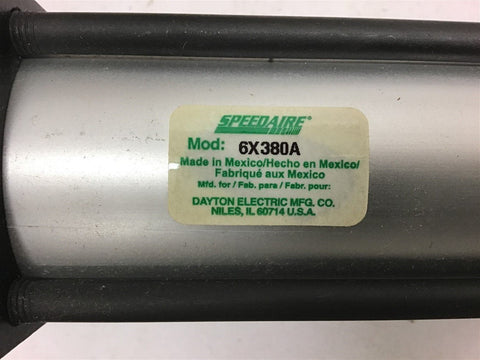 SPEEDAIRE
Mod: 6X380A
Made in Mexico/Hecho en Mexico/
Fabriqué aux Mexico
Mfd. for / Fab. para / Fabr. pour:
DAYTON ELECTRIC MFG. CO.
NILES, IL 60714 U.S.A.